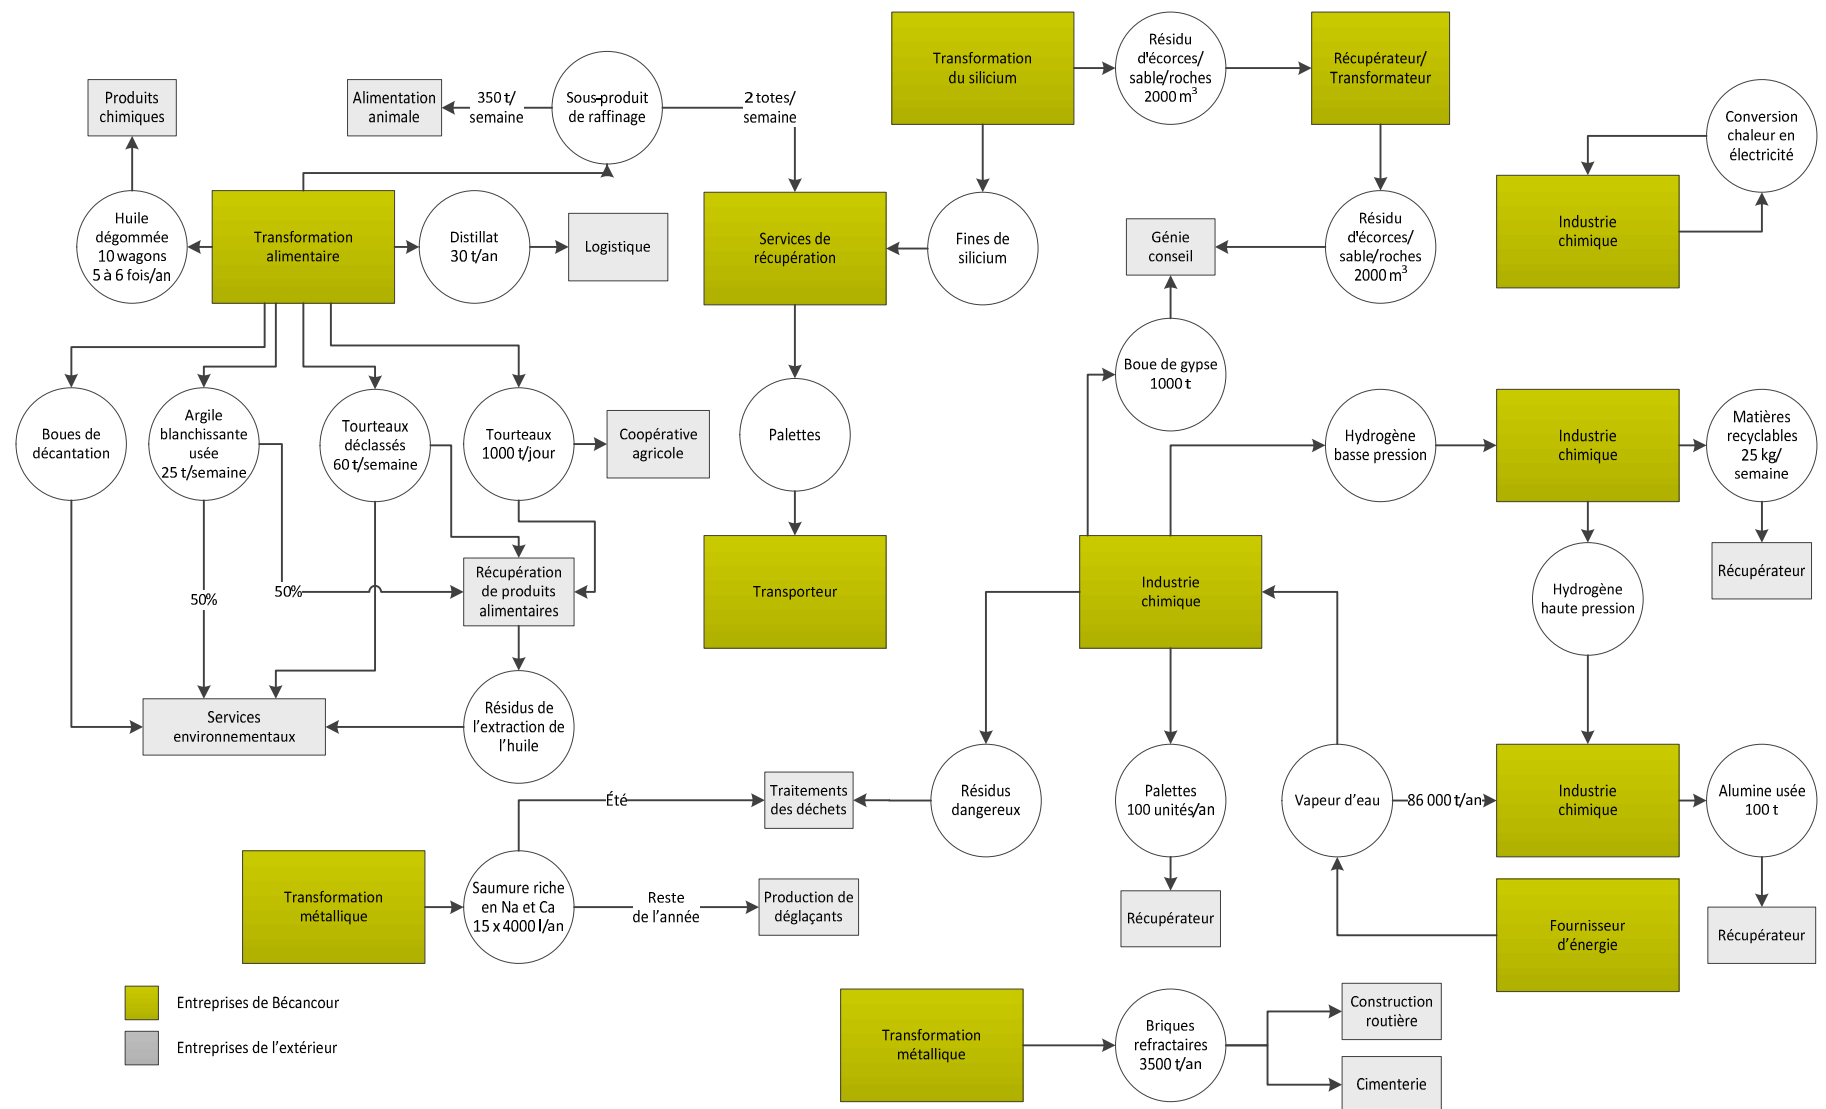 Transformation
du silicium
Résidu
d'écorces/
sable/roches
2000 m³
Récupérateur/
Transformateur
Produits
chimiques
Alimentation
animale
350 t/
semaine
Sous-produit
de raffinage
2 totes/
semaine
Conversion
chaleur en
électricité
Huile
dégommée
10 wagons
5 à 6 fois/an
Transformation
alimentaire
Distillat
30 t/an
Logistique
Services de
récupération
Fines de
silicium
Génie
conseil
Résidu
d'écorces/
sable/roches
2000 m³
Industrie
chimique
Boue de gypse
1000 t
Boues de
décantation
Argile
blanchissante
usée
25 t/semaine
Tourteaux
déclassés
60 t/semaine
Tourteaux
1000 t/jour
Coopérative
agricole
Palettes
Hydrogène
basse pression
Industrie
chimique
Matières
recyclables
25 kg/
semaine
50%
50%
Récupération
de produits
alimentaires
Transporteur
Industrie
chimique
Hydrogène
haute pression
Récupérateur
Services
environnementaux
Résidus de
l’extraction de
l’huile
Été
Traitements
des déchets
Résidus
dangereux
Palettes
100 unités/an
Vapeur d’eau
86 000 t/an
Industrie
chimique
Alumine usée
100 t
Transformation
métallique
Saumure riche
en Na et Ca
15 x 4000 l/an
Reste
de l’année
Production de
déglaçants
Récupérateur
Fournisseur
d’énergie
Récupérateur
Entreprises de Bécancour
Entreprises de l’extérieur
Transformation
métallique
Briques
refractaires
3500 t/an
Construction
routière
Cimenterie